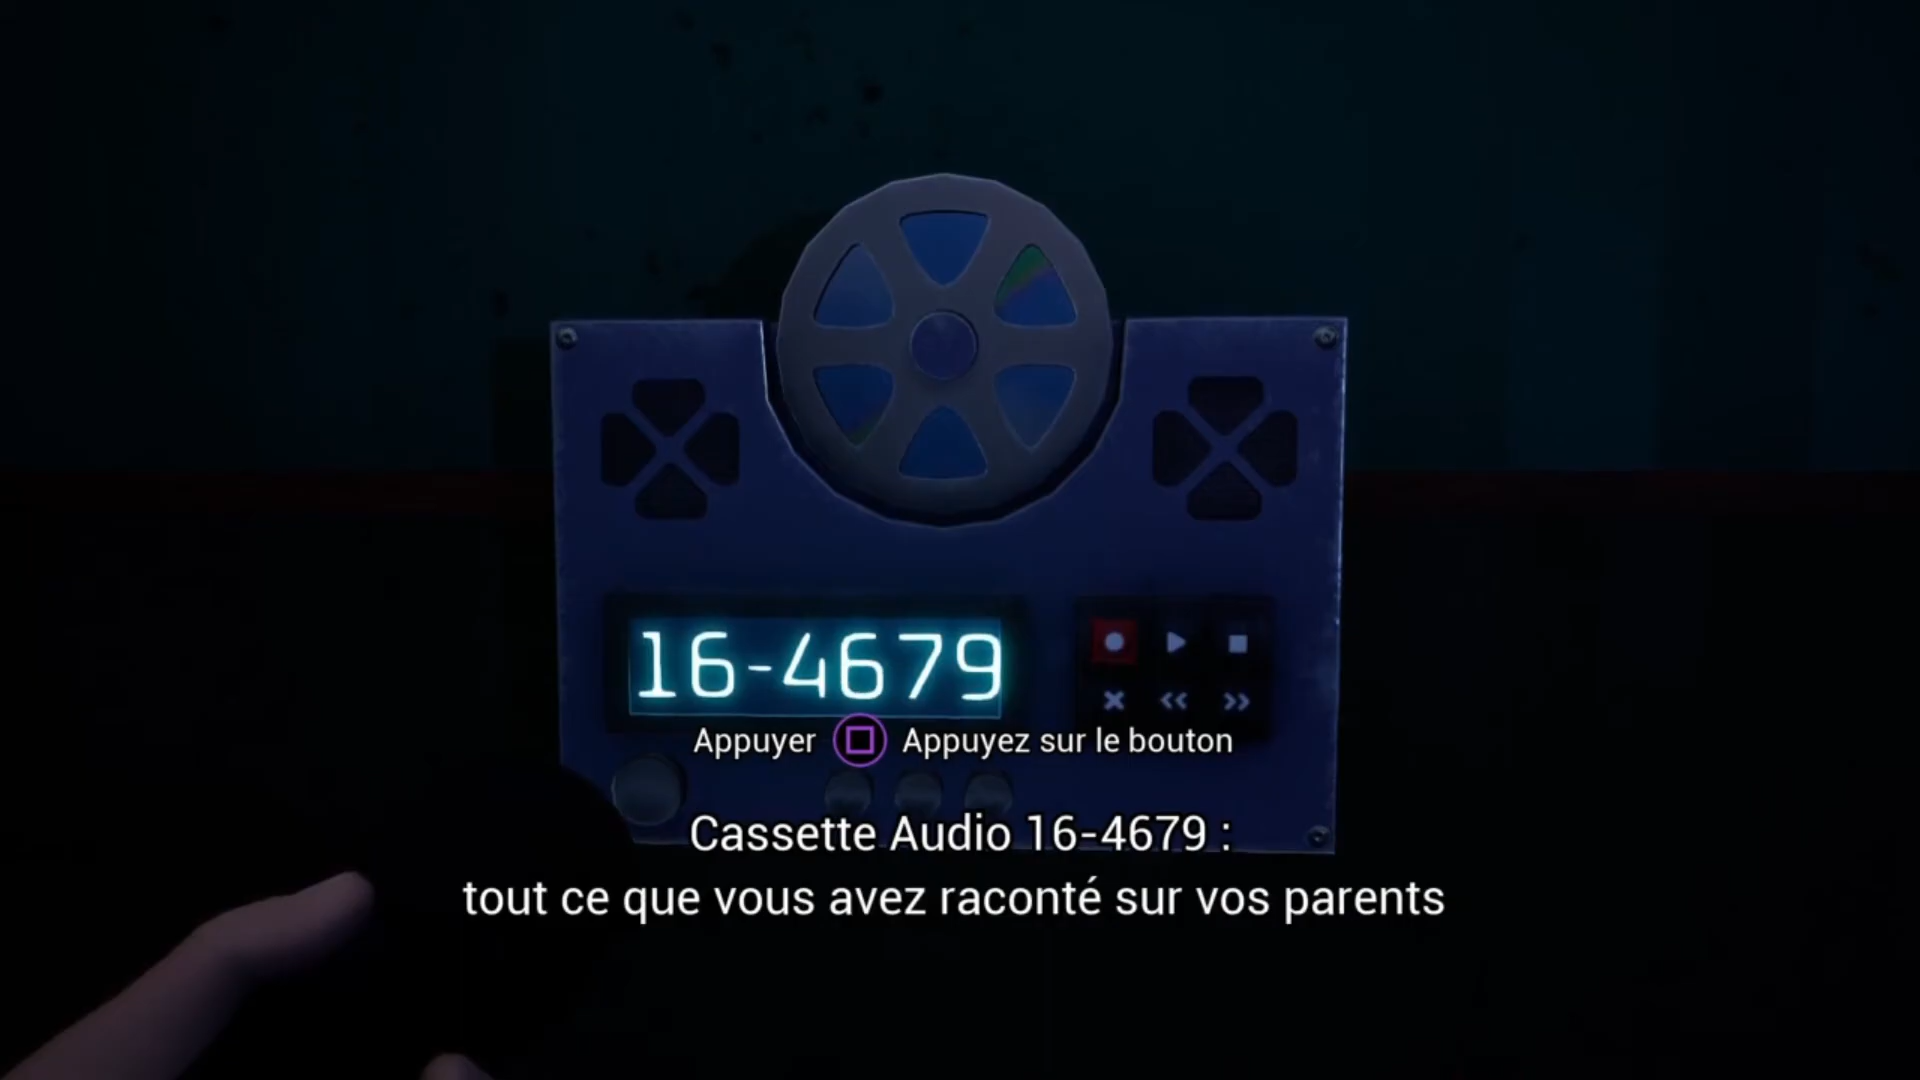 16-4679
Appuyer Appuyez sur le bouton
Cassette Audio 16-4679 :
tout ce que vous avez raconté sur vos parents